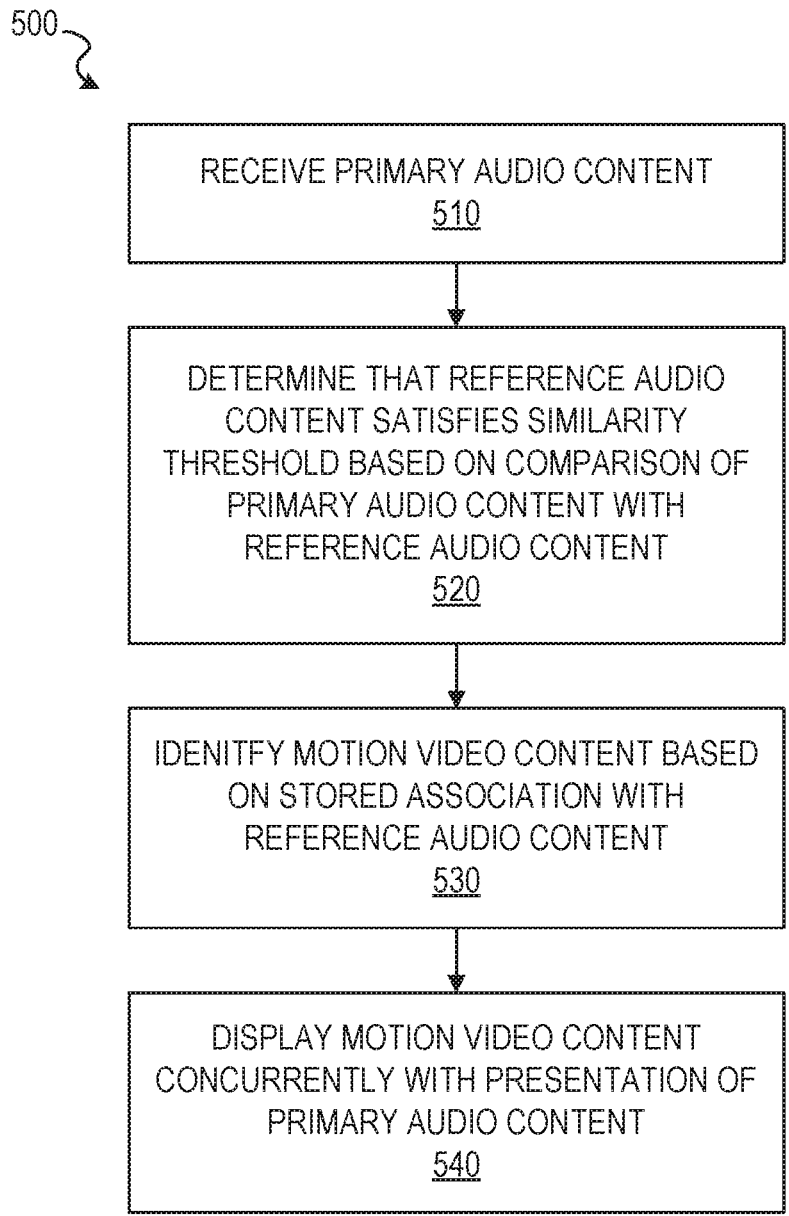 500
RECEIVE PRIMARY AUDIO CONTENT
510
DETERMINE THAT REFERENCE AUDIO
CONTENT SATISFIES SIMILARITY
THRESHOLD BASED ON COMPARISON OF
PRIMARY AUDIO CONTENT WITH
REFERENCE AUDIO CONTENT
520
IDENITFY MOTION VIDEO CONTENT BASED
ON STORED ASSOCIATION WITH
REFERENCE AUDIO CONTENT
530
DISPLAY MOTION VIDEO CONTENT
CONCURRENTLY WITH PRESENTATION OF
PRIMARY AUDIO CONTENT
540